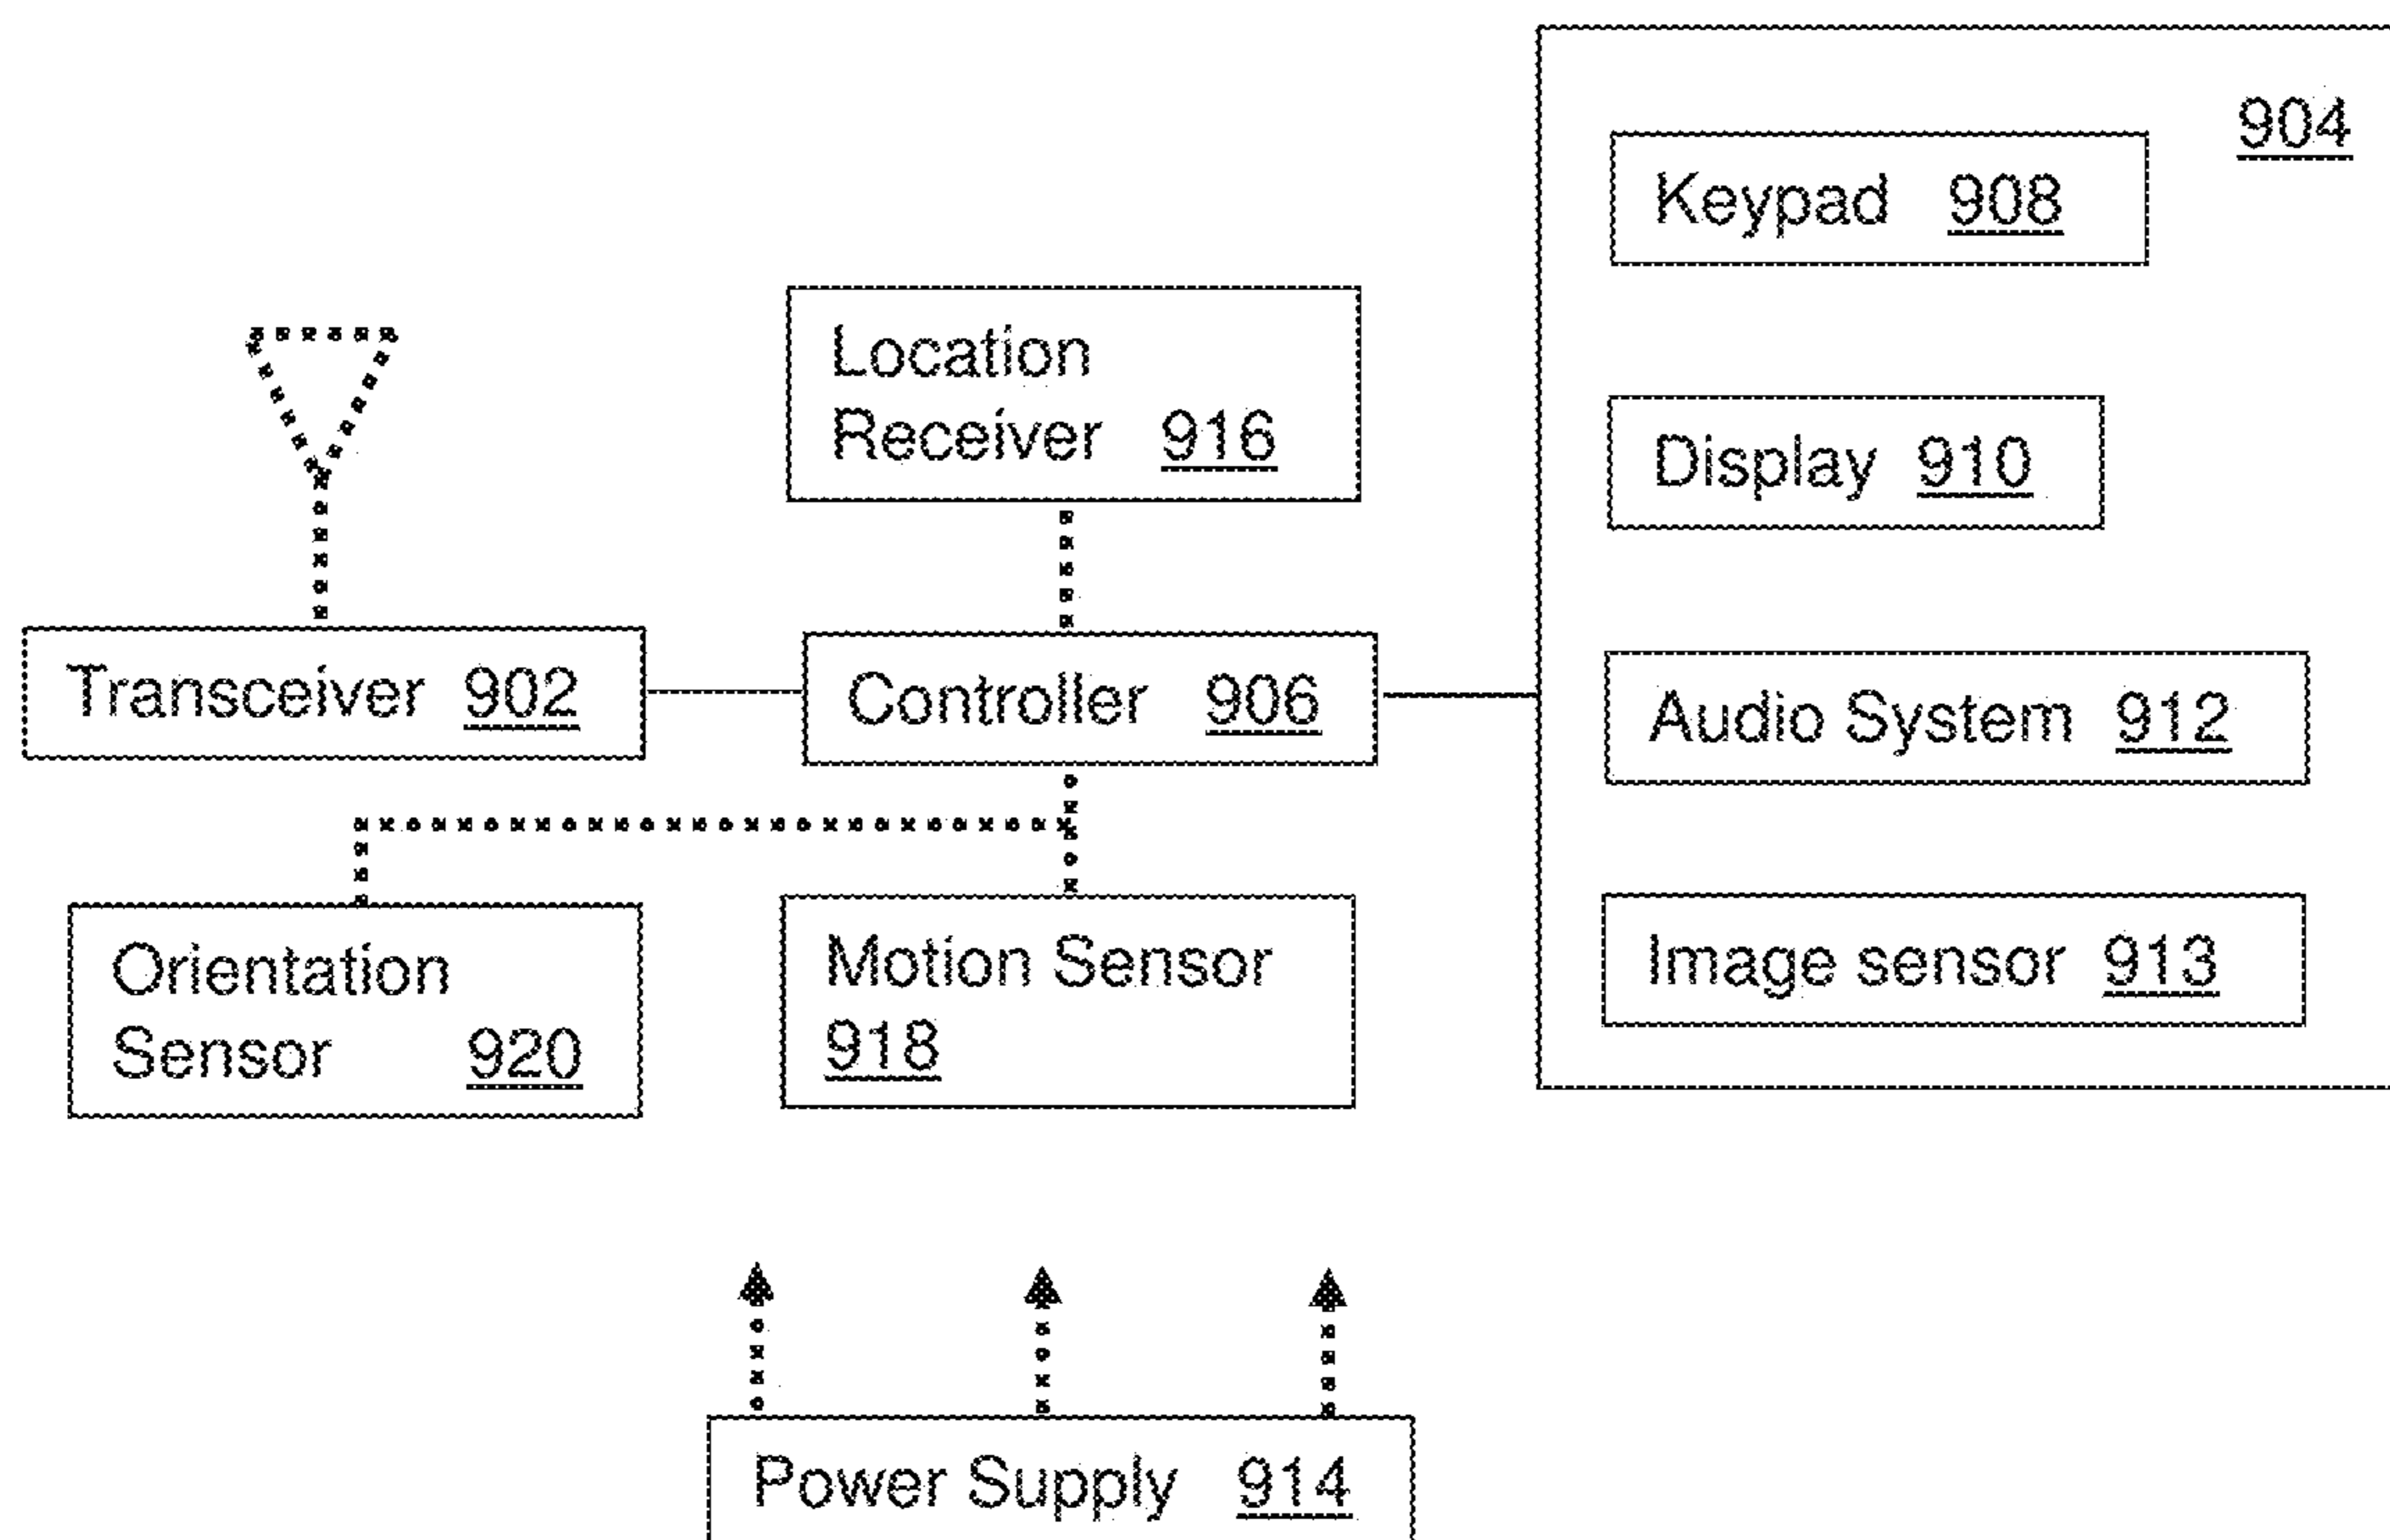 904
Keypad 908
Location
Receiver 916
Display 910
Transceiver 902
Controller 906
Audio System 912
Orientation
Sensor 920
Motion Sensor
918
Image sensor 913
Power Supply 914